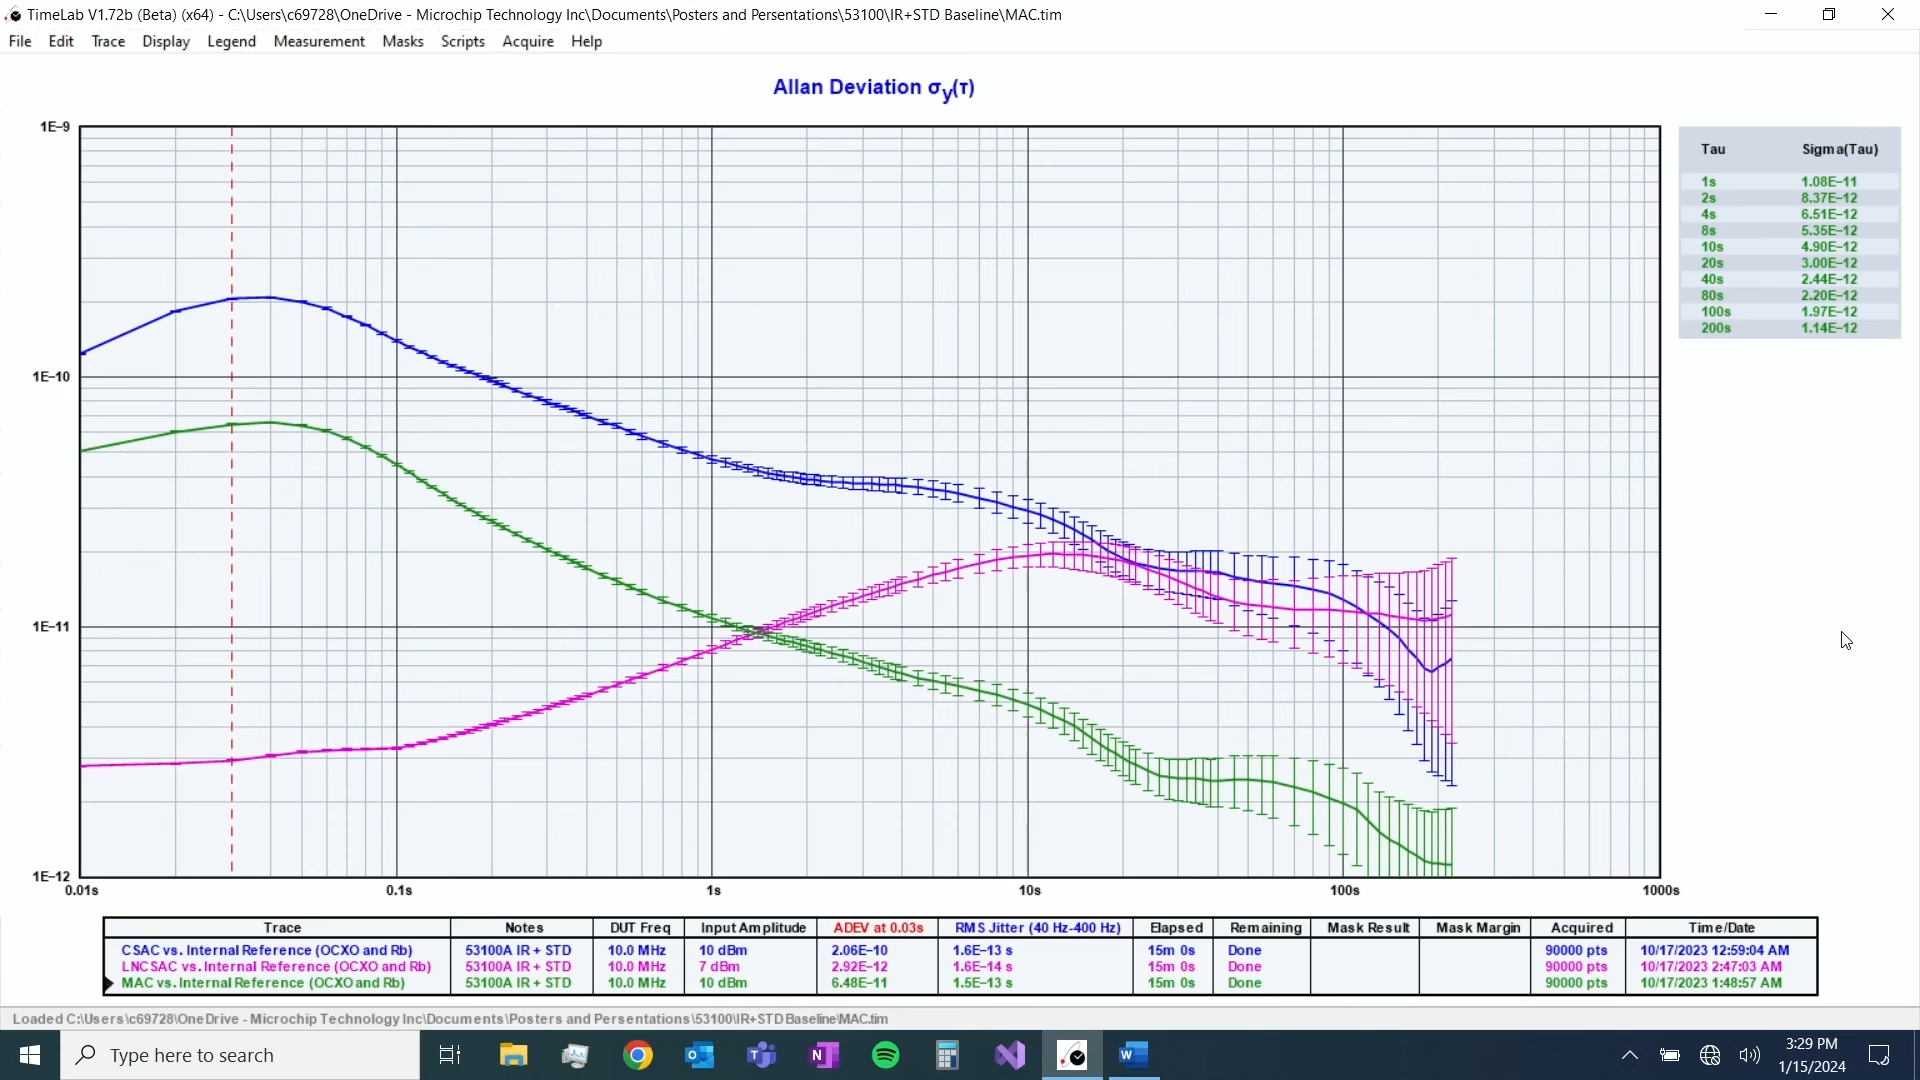 TimeLab V1.72b (Beta) (x64) - C:\Users\c69728\OneDrive - Microchip Technology Inc\Documents\Posters and Persentations\53100\IR+STD Baseline\MAC.tim
File Edit Trace Display Legend Measurement Masks Scripts Acquire Help
Allan Deviation σy(τ)
1E-9
1E-10
1E-11
1E-12
0.01s 0.1s 1s 10s 100s 1000s
Tau Sigma(Tau)
1s 1.08E-11
2s 8.37E-12
4s 6.51E-12
8s 5.35E-12
10s 4.90E-12
20s 3.00E-12
40s 2.44E-12
80s 2.20E-12
100s 1.97E-12
200s 1.14E-12
Trace Notes DUT Freq Input Amplitude ADEV at 0.03s RMS Jitter (40 Hz-400 Hz) Elapsed Remaining Mask Result Mask Margin Acquired Time/Date
CSAC vs. Internal Reference (OCXO and Rb) 53100A IR + STD 10.0 MHz 10 dBm 2.06E-10 1.6E-13 s 15m 0s Done 90000 pts 10/17/2023 12:59:04 AM
LNCSAC vs. Internal Reference (OCXO and Rb) 53100A IR + STD 10.0 MHz 7 dBm 2.92E-12 1.6E-14 s 15m 0s Done 90000 pts 10/17/2023 2:47:03 AM
MAC vs. Internal Reference (OCXO and Rb) 53100A IR + STD 10.0 MHz 10 dBm 6.48E-11 1.5E-13 s 15m 0s Done 90000 pts 10/17/2023 1:48:57 AM
Loaded C:\Users\c69728\OneDrive - Microchip Technology Inc\Documents\Posters and Persentations\53100\IR+STD Baseline\MAC.tim
Type here to search
3:29 PM
1/15/2024